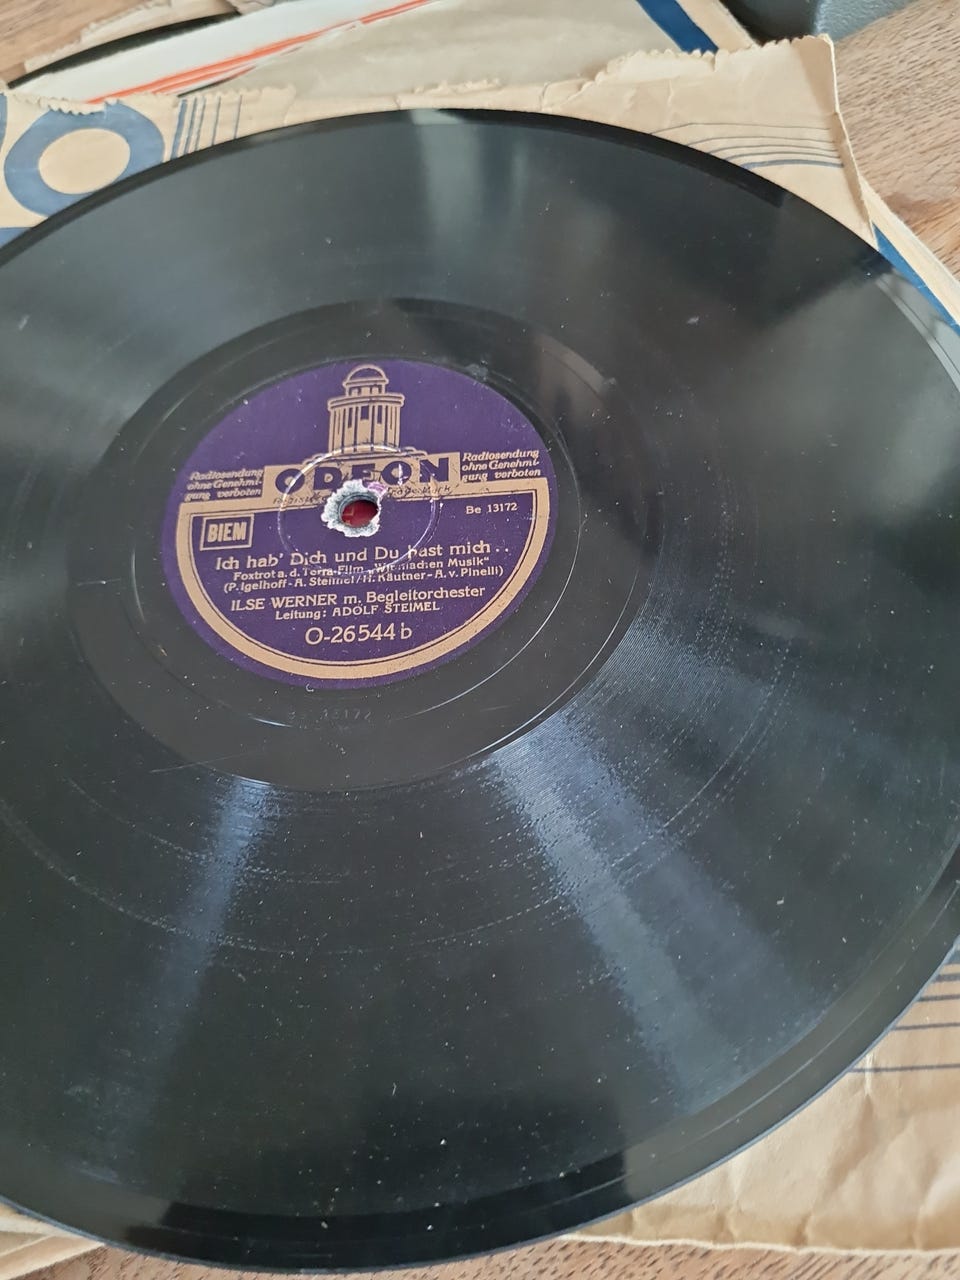 Radiosendung
ohne Genehmi-
gung verboten
ODEON
Radiosendung
ohne Genehmi-
gung verboten
BIEM
Be 13172
Ich hab' Dich und Du hast mich..
Foxtrot a. d. Terra-Film „Wir machen Musik"
(P. Igelhoff - A. Steimel / H. Käutner - A. v. Pinelli)
ILSE WERNER m. Begleitorchester
Leitung: ADOLF STEIMEL
O-26544 b
13172